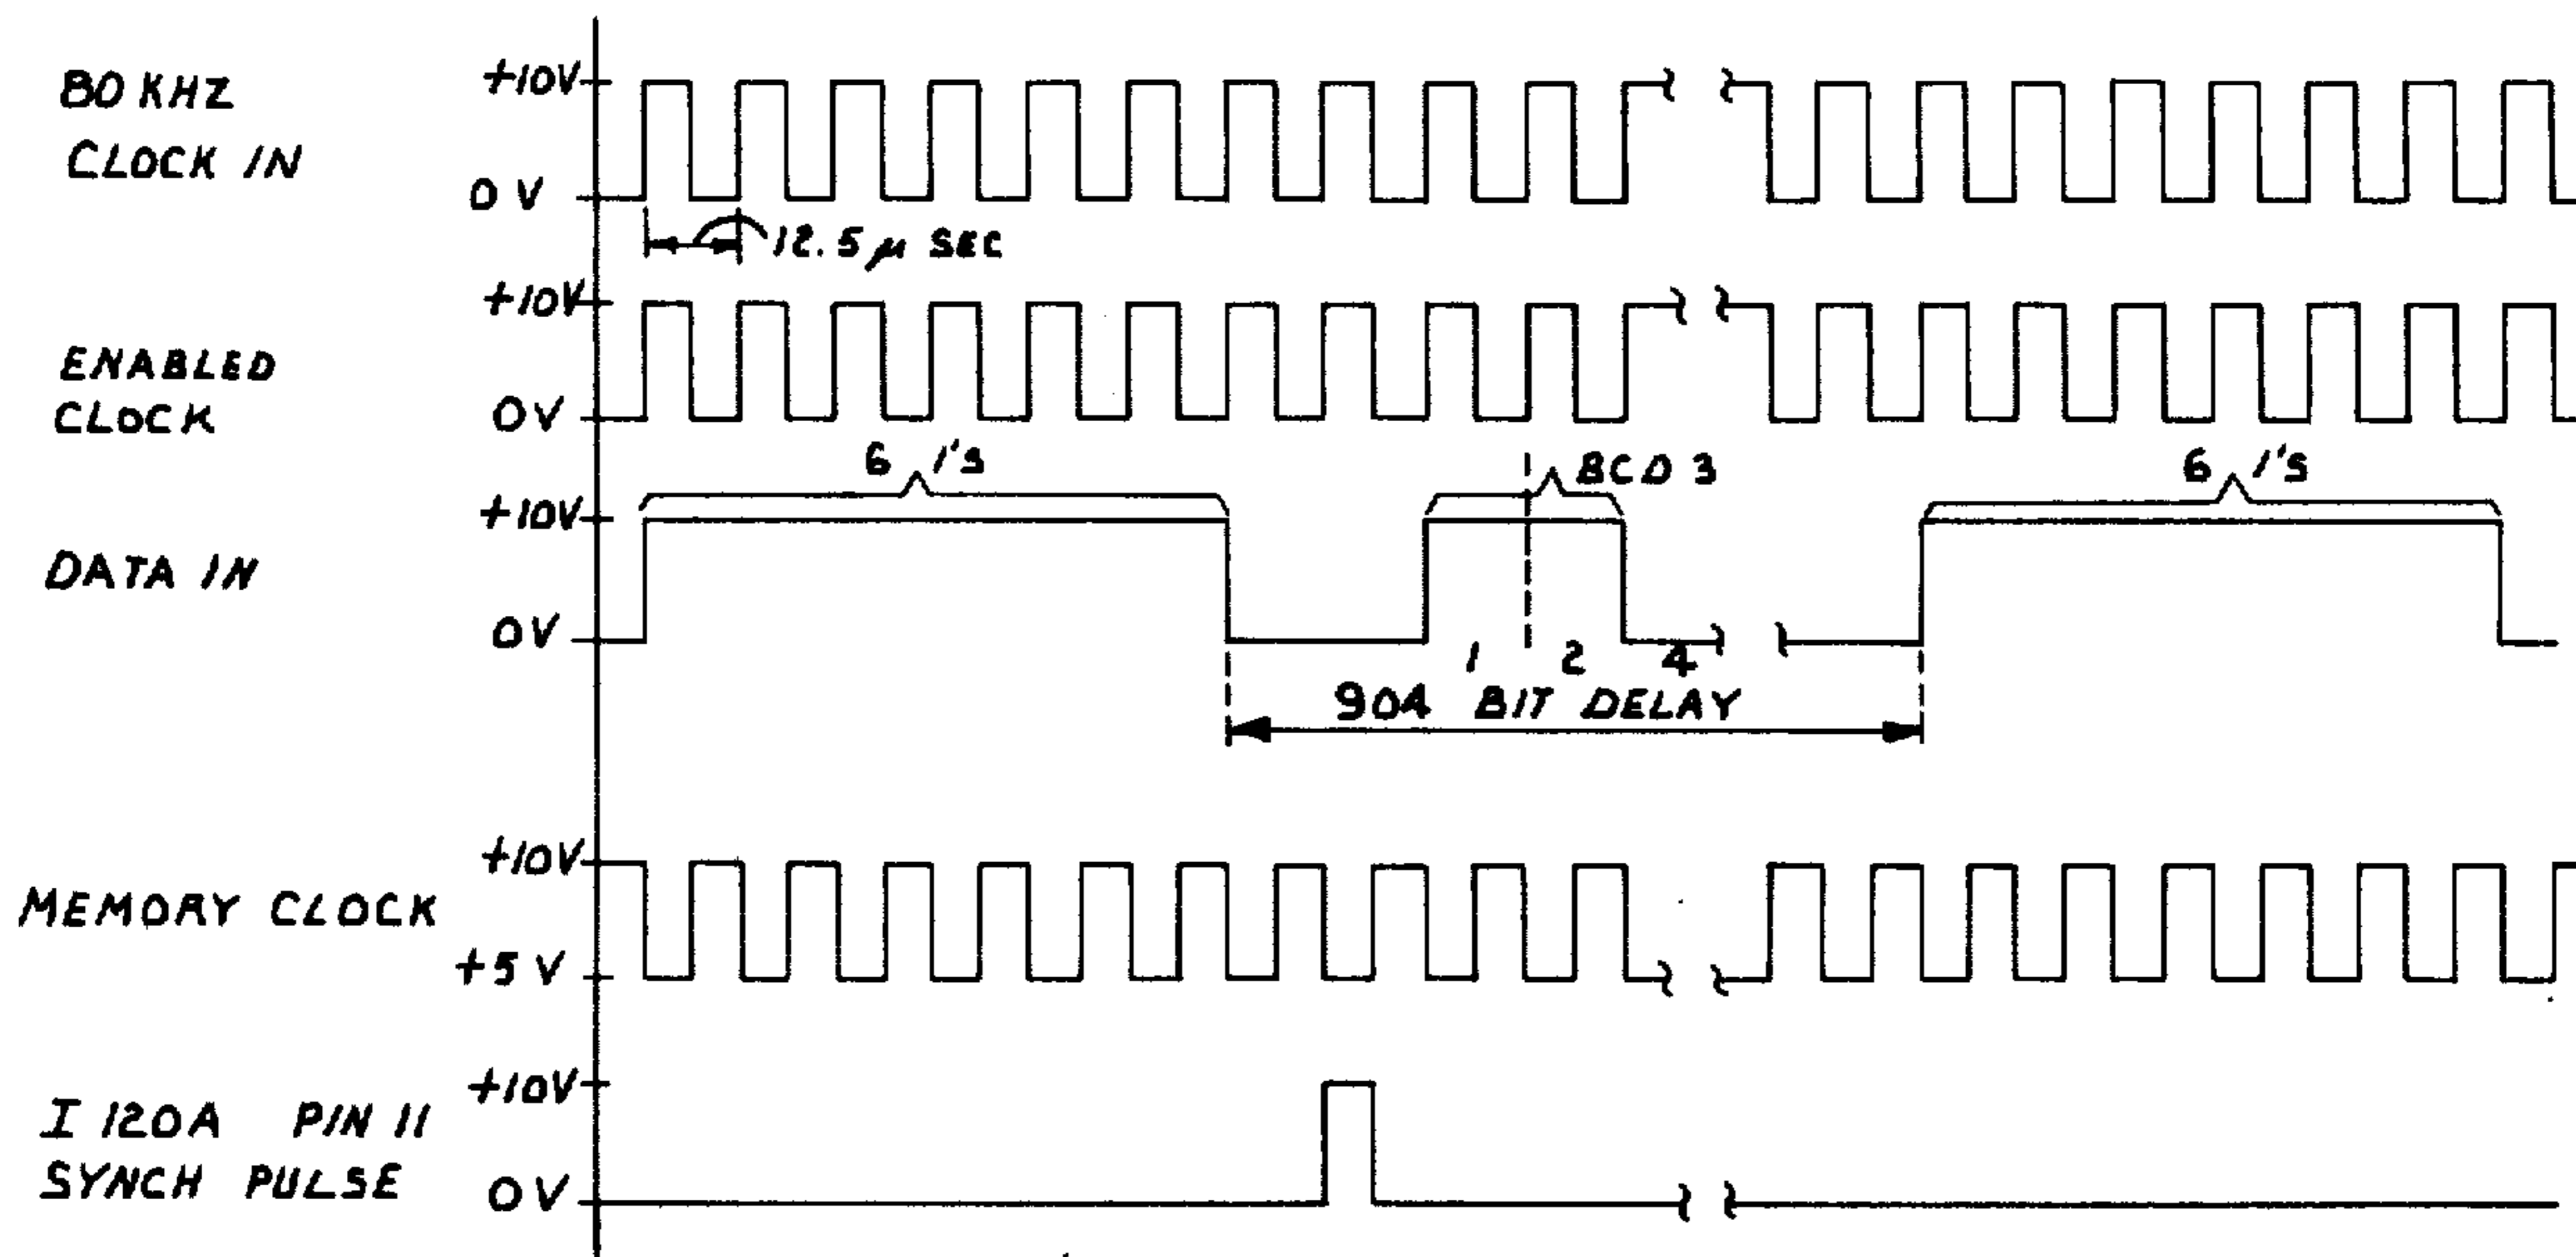 80 KHZ
CLOCK IN
+10V
0 V
12.5 μ SEC
ENABLED
CLOCK
+10V
0V
DATA IN
+10V
0V
6 1's
BCD 3
6 1's
1 2 4
904 BIT DELAY
MEMORY CLOCK
+10V
+5 V
I 120A PIN 11
SYNCH PULSE
+10V
0V